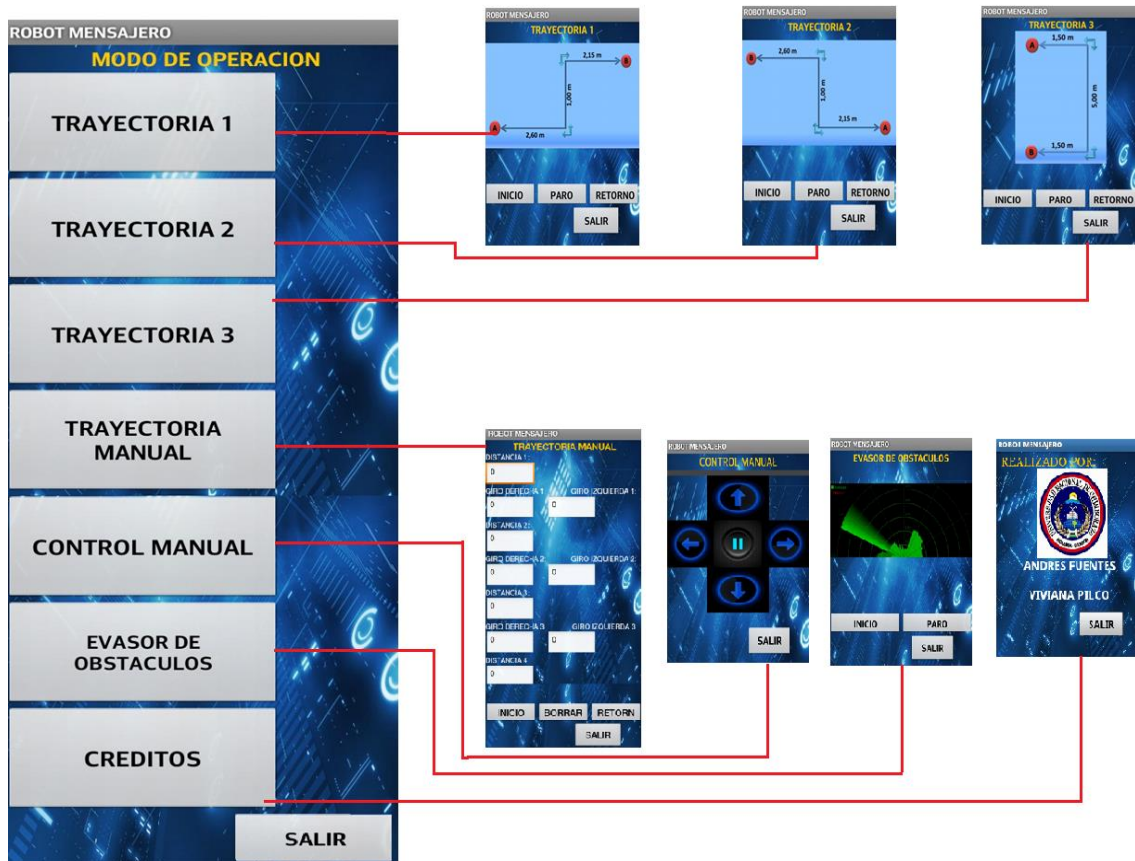 ROBOT MENSAJERO
MODO DE OPERACION
TRAYECTORIA 1
TRAYECTORIA 2
TRAYECTORIA 3
TRAYECTORIA
MANUAL
CONTROL MANUAL
EVASOR DE
OBSTACULOS
CREDITOS
SALIR
ROBOT MENSAJERO
TRAYECTORIA 1
2,15 m
B
1,00 m
A
2,60 m
INICIO PARO RETORNO
SALIR
ROBOT MENSAJERO
TRAYECTORIA 2
2,60 m
B
1,00 m
2,15 m
A
INICIO PARO RETORNO
SALIR
ROBOT MENSAJERO
TRAYECTORIA 3
1,50 m
A
5,00 m
1,50 m
B
INICIO PARO RETORNO
SALIR
ROBOT MENSAJERO
TRAYECTORIA MANUAL
DISTANCIA 1:
0
GIRO DERECHA 1 GIRO IZQUIERDA 1:
0 0
DISTANCIA 2:
0
GIRO DERECHA 2 GIRO IZQUIERDA 2:
0 0
DISTANCIA 3:
0
GIRO DERECHA 3 GIRO IZQUIERDA 3
0 0
DISTANCIA 4
0
INICIO BORRAR RETORN
SALIR
ROBOT MENSAJERO
CONTROL MANUAL
SALIR
ROBOT MENSAJERO
EVASOR DE OBSTACULOS
INICIO PARO
SALIR
ROBOT MENSAJERO
REALIZADO POR:
ANDRES FUENTES
VIVIANA PILCO
SALIR